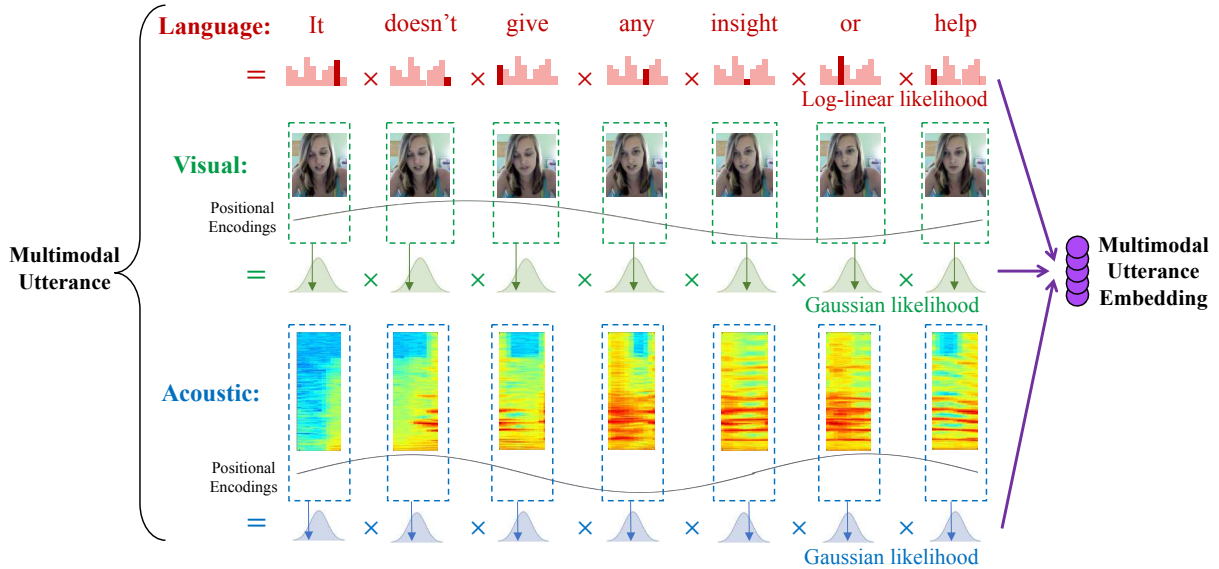 Language: It doesn't give any insight or help
= × × × × × ×
Log-linear likelihood
Visual:
Positional
Encodings
Multimodal
Utterance
= × × × × × ×
Gaussian likelihood
Multimodal
Utterance
Embedding
Acoustic:
Positional
Encodings
= × × × × × ×
Gaussian likelihood